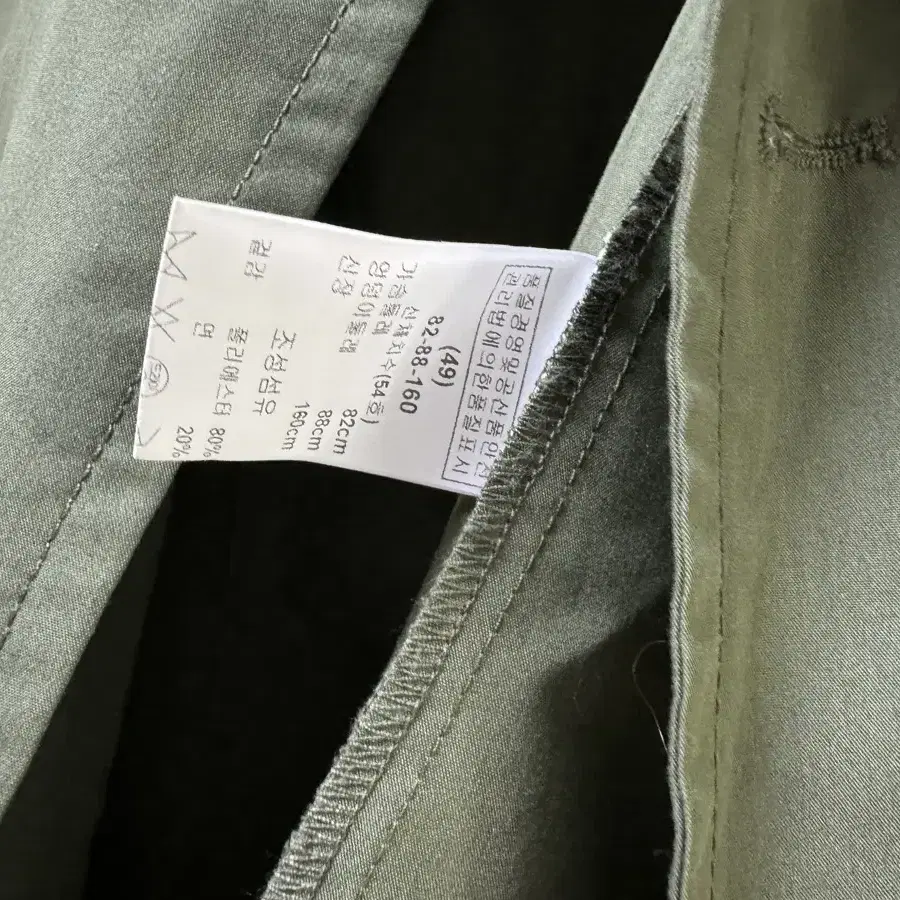 품질경영및공산품안전
관리법에의한품질표시
(49)
82-88-160
신체치수(54호)
가슴둘레 82cm
엉덩이둘레 88cm
신장 160cm
조성섬유
겉감
폴리에스터 80%
면 20%